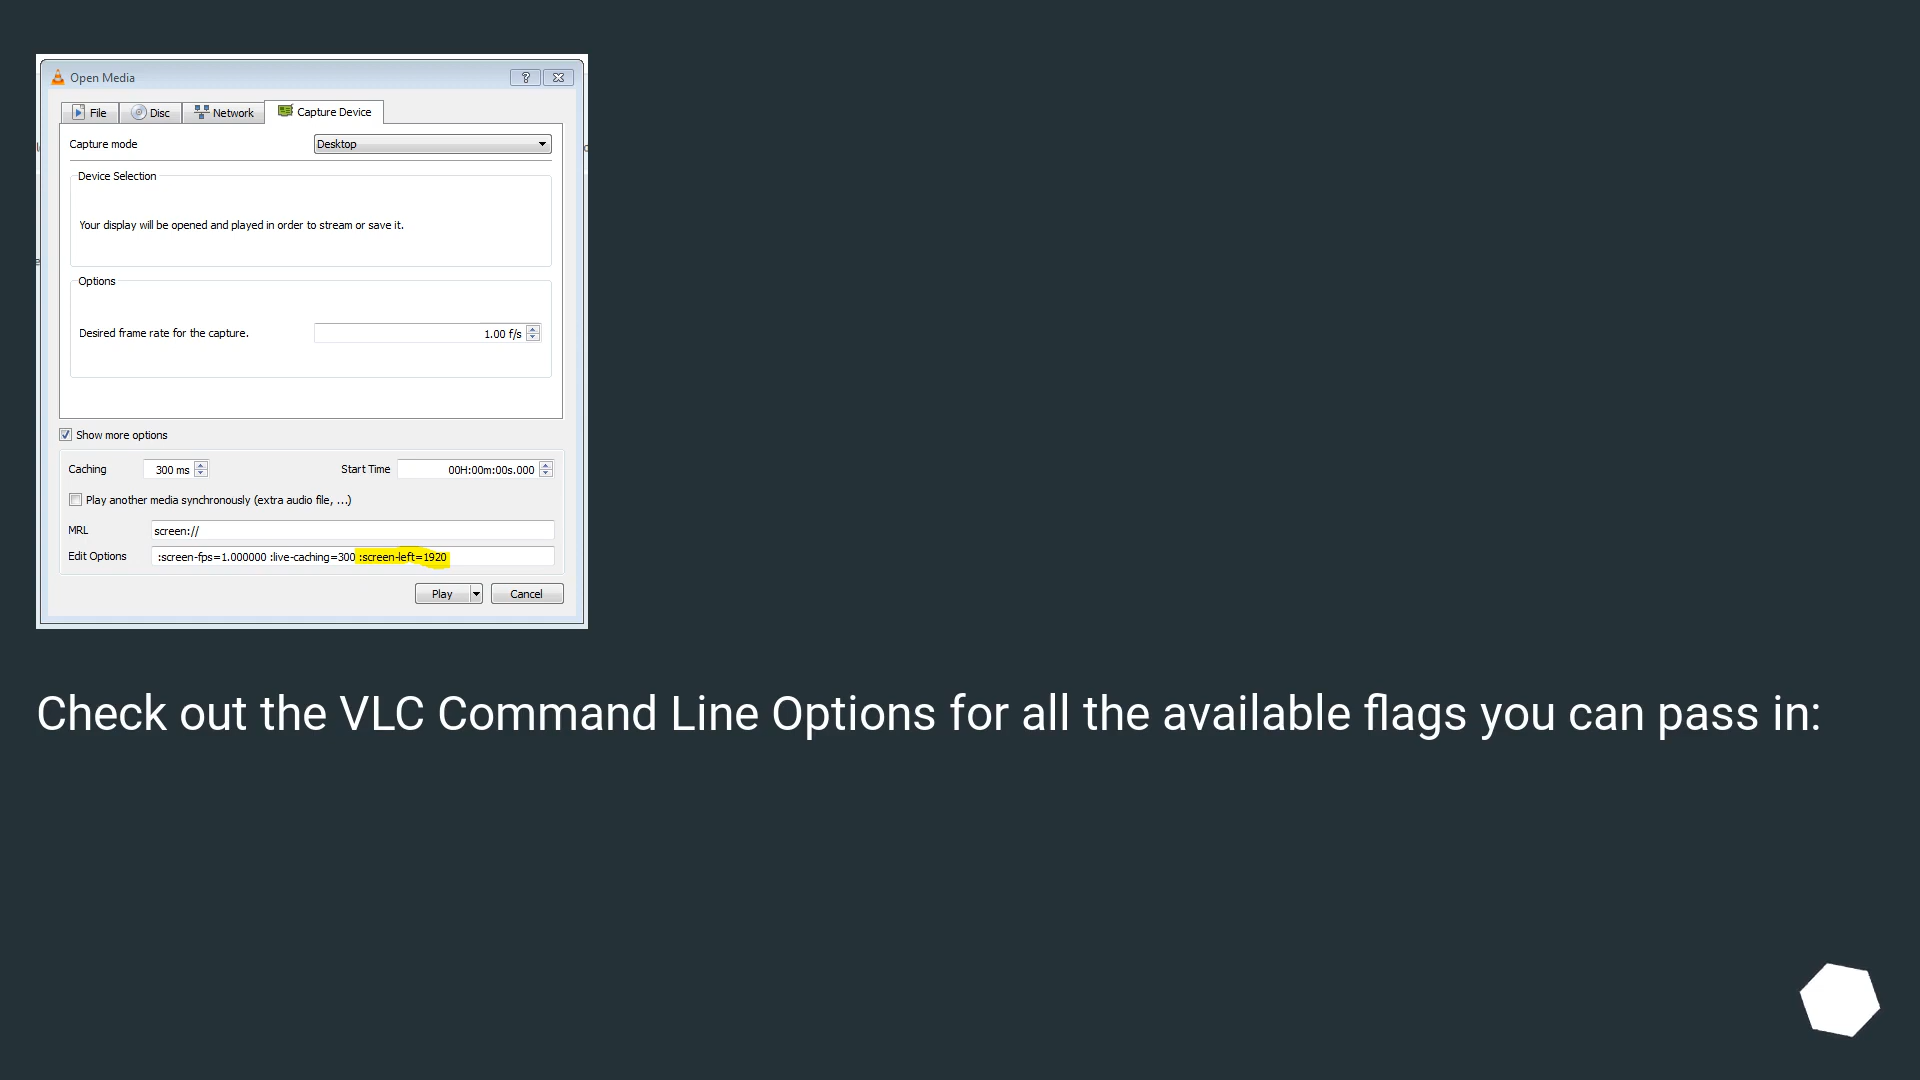 Open Media
File Disc Network Capture Device
Capture mode Desktop
Device Selection
Your display will be opened and played in order to stream or save it.
Options
Desired frame rate for the capture. 1.00 f/s
Show more options
Caching 300 ms Start Time 00H:00m:00s.000
Play another media synchronously (extra audio file, ...)
MRL screen://
Edit Options :screen-fps=1.000000 :live-caching=300 :screen-left=1920
Play Cancel
Check out the VLC Command Line Options for all the available flags you can pass in: